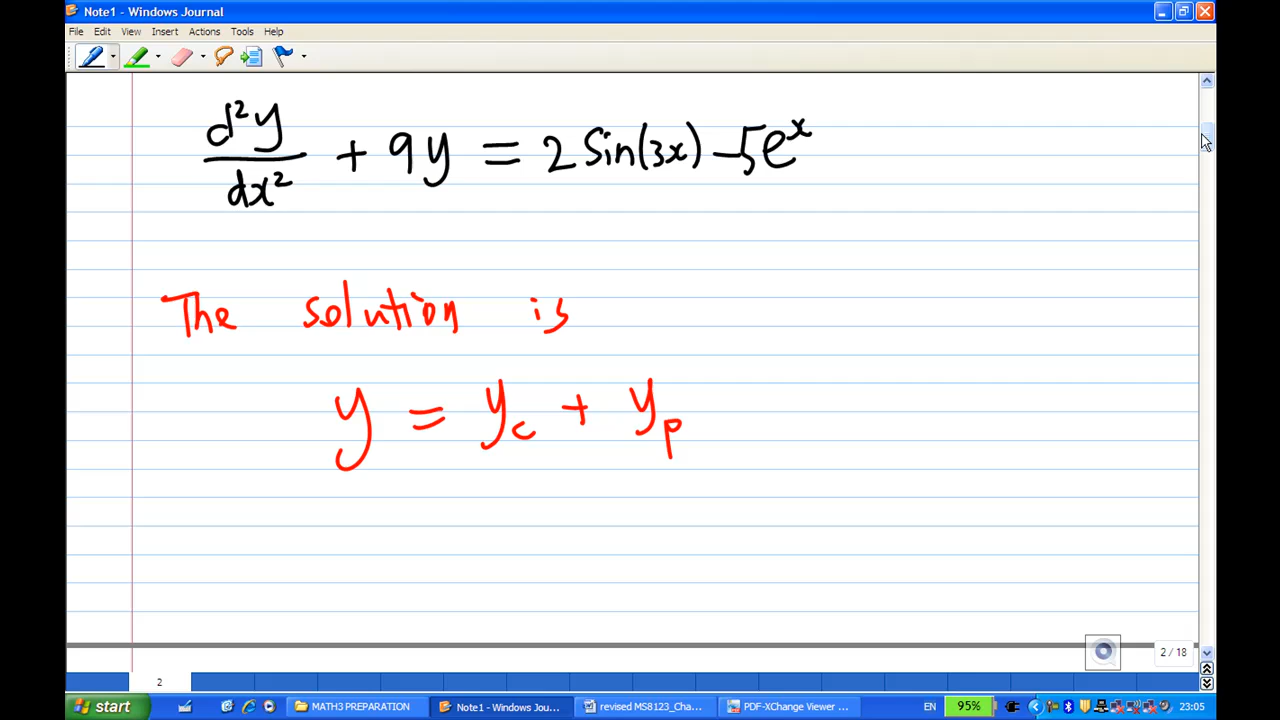 Note1 - Windows Journal
File Edit View Insert Actions Tools Help
d²y/dx² + 9y = 2 Sin(3x) - 5eˣ
The solution is
y = y_c + y_p
2 / 18
2
start MATH3 PREPARATION Note1 - Windows Jou... revised MS8123_Cha... PDF-XChange Viewer ... EN 95% 23:05